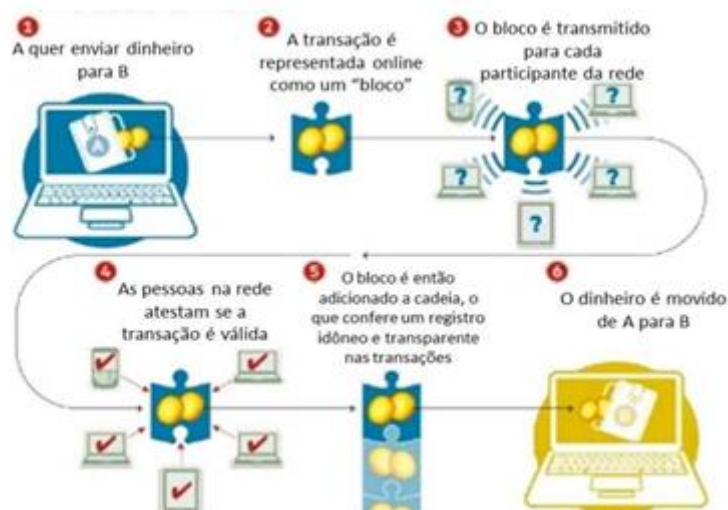 1
A quer enviar dinheiro
para B
2
A transação é
representada online
como um "bloco"
3
O bloco é transmitido
para cada
participante da rede
?
?
?
?
?
A
4
As pessoas na rede
atestam se a
transação é válida
5
O bloco é então
adicionado a cadeia, o
que confere um registro
idôneo e transparente
nas transações
6
O dinheiro é movido
de A para B